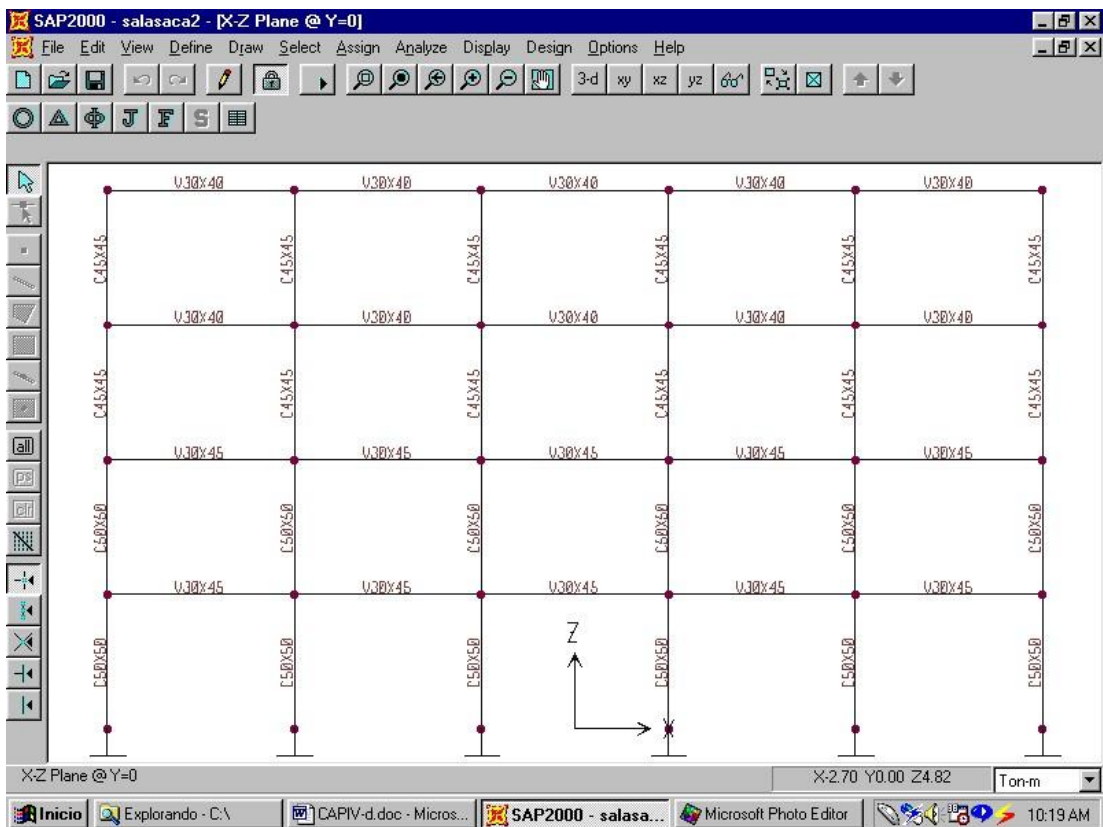 SAP2000 - salasaca2 - [X-Z Plane @ Y=0]
File Edit View Define Draw Select Assign Analyze Display Design Options Help
3-d xy xz yz
J F S
V30X40 V30X40 V30X40 V30X40 V30X40
C45X45 C45X45 C45X45 C45X45 C45X45 C45X45
V30X40 V30X40 V30X40 V30X40 V30X40
C45X45 C45X45 C45X45 C45X45 C45X45 C45X45
all
V30X45 V30X45 V30X45 V30X45 V30X45
ps
clr
C50X50 C50X50 C50X50 C50X50 C50X50 C50X50
V30X45 V30X45 V30X45 V30X45 V30X45
Z
C50X50 C50X50 C50X50 C50X50 C50X50 C50X50
X
X-Z Plane @ Y=0
X-2.70 Y0.00 Z4.82
Ton-m
Inicio Explorando - C:\ CAPIV-d.doc - Micros... SAP2000 - salasa... Microsoft Photo Editor 10:19 AM